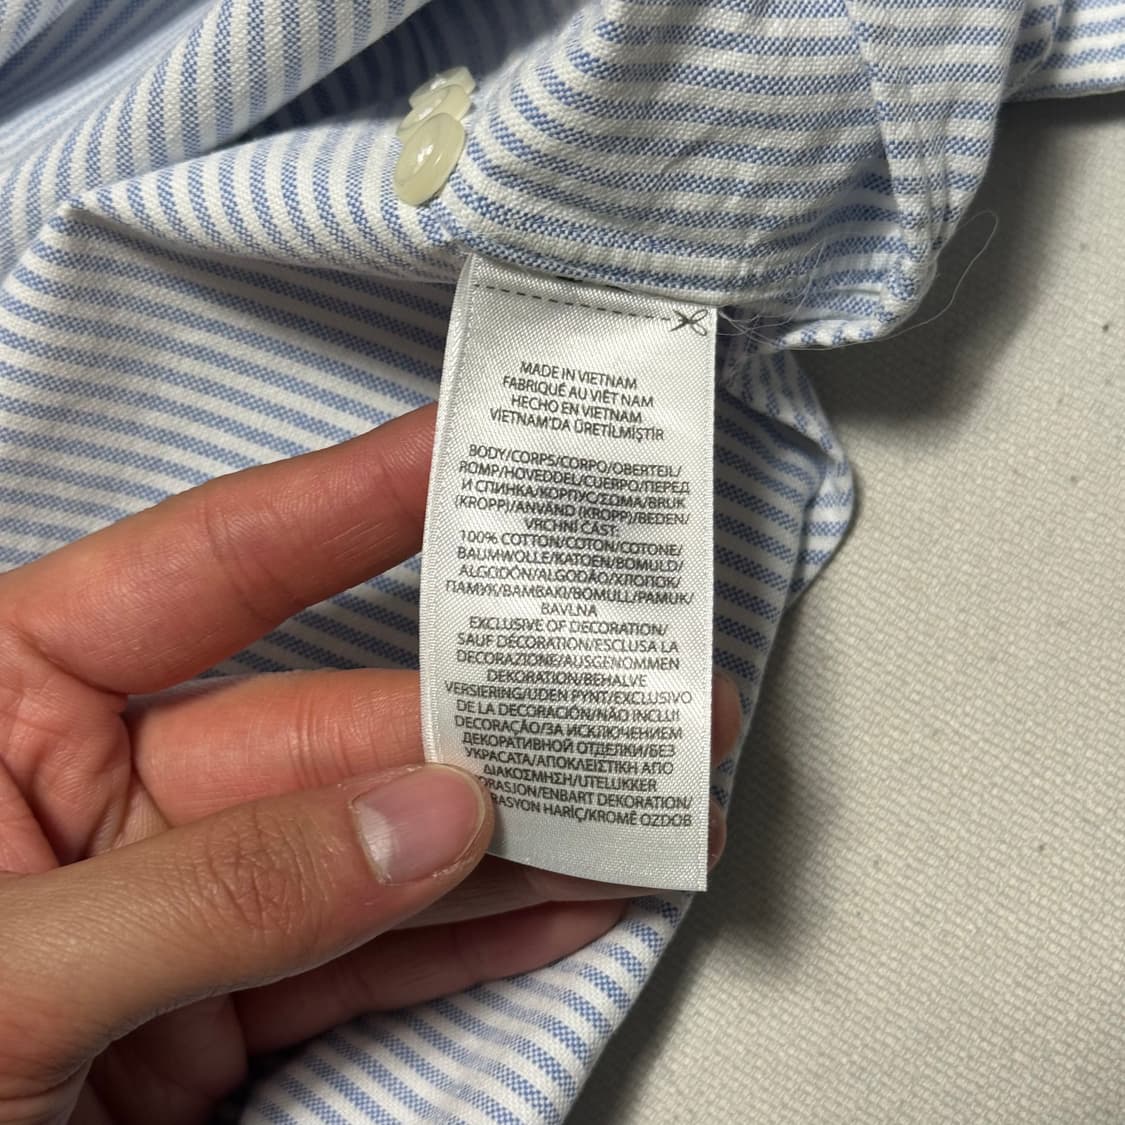 MADE IN VIETNAM
FABRIQUÉ AU VIÊT NAM
HECHO EN VIETNAM
VIETNAM'DA ÜRETİLMİŞTİR
BODY/CORPS/CORPO/OBERTEIL/
ROMP/HOVEDDEL/CUERPO/ПЕРЕД
И СПИНКА/КОРПУС/ΣΩΜΑ/BRUK
(KROPP)/ANVÄND (KROPP)/BEDEN/
VRCHNÍ ČÁST:
100% COTTON/COTON/COTONE/
BAUMWOLLE/KATOEN/BOMULD/
ALGODÓN/ALGODÃO/ХЛОПОК/
ПАМУК/ΒΑΜΒΑΚΙ/BOMULL/PAMUK/
BAVLNA
EXCLUSIVE OF DECORATION/
SAUF DÉCORATION/ESCLUSA LA
DECORAZIONE/AUSGENOMMEN
DEKORATION/BEHALVE
VERSIERING/UDEN PYNT/EXCLUSIVO
DE LA DECORACIÓN/NÃO INCLUI
DECORAÇÃO/ЗА ИСКЛЮЧЕНИЕМ
ДЕКОРАТИВНОЙ ОТДЕЛКИ/БЕЗ
УКРАСАТА/ΑΠΟΚΛΕΙΣΤΙΚΗ ΑΠΟ
ΔΙΑΚΟΣΜΗΣΗ/UTELUKKER
ORASJON/ENBART DEKORATION/
RASYON HARİÇ/KROMĚ OZDOB